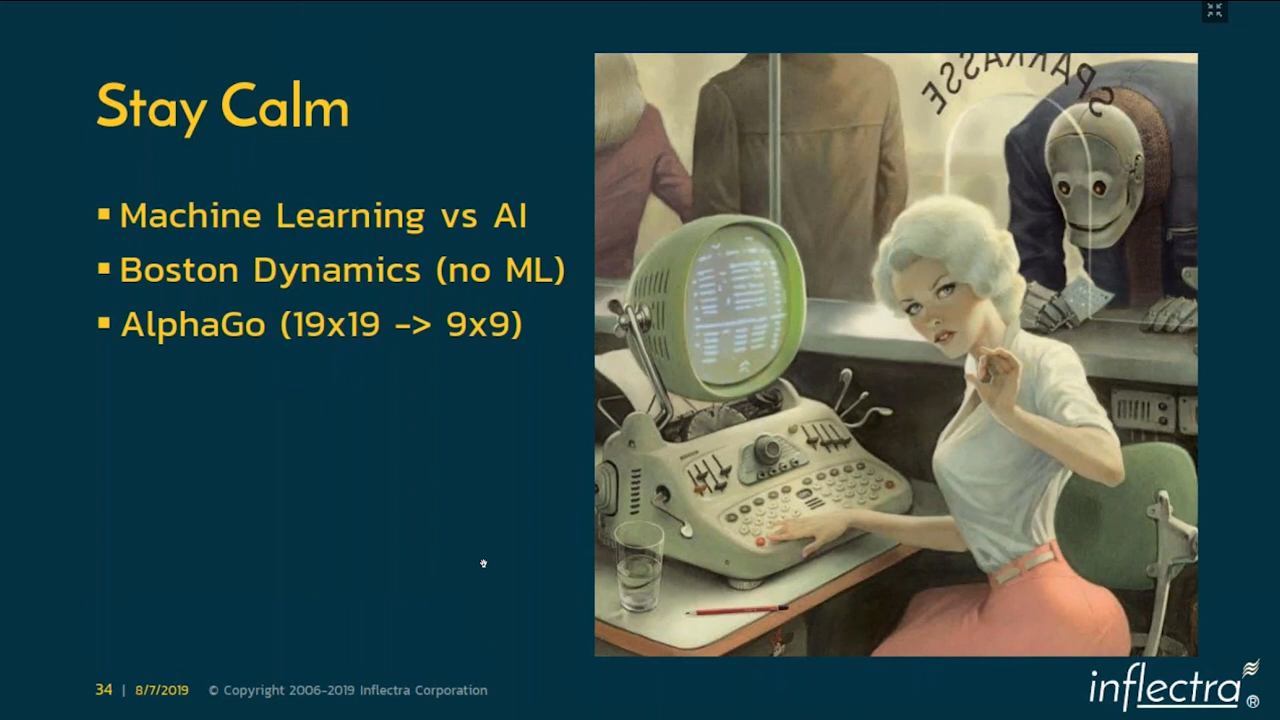 Stay Calm
SPARKASSE
▪ Machine Learning vs AI
▪ Boston Dynamics (no ML)
▪ AlphaGo (19x19 -> 9x9)
34 | 8/7/2019 © Copyright 2006-2019 Inflectra Corporation
inflectra®